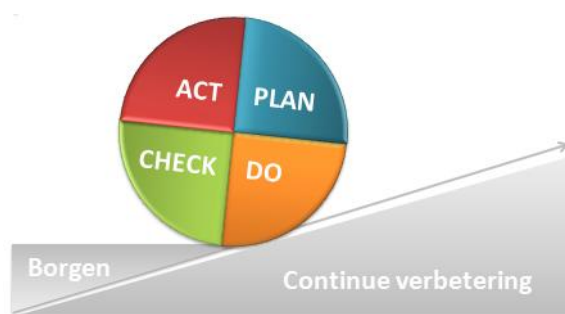 ACT
PLAN
CHECK
DO
Borgen
Continue verbetering